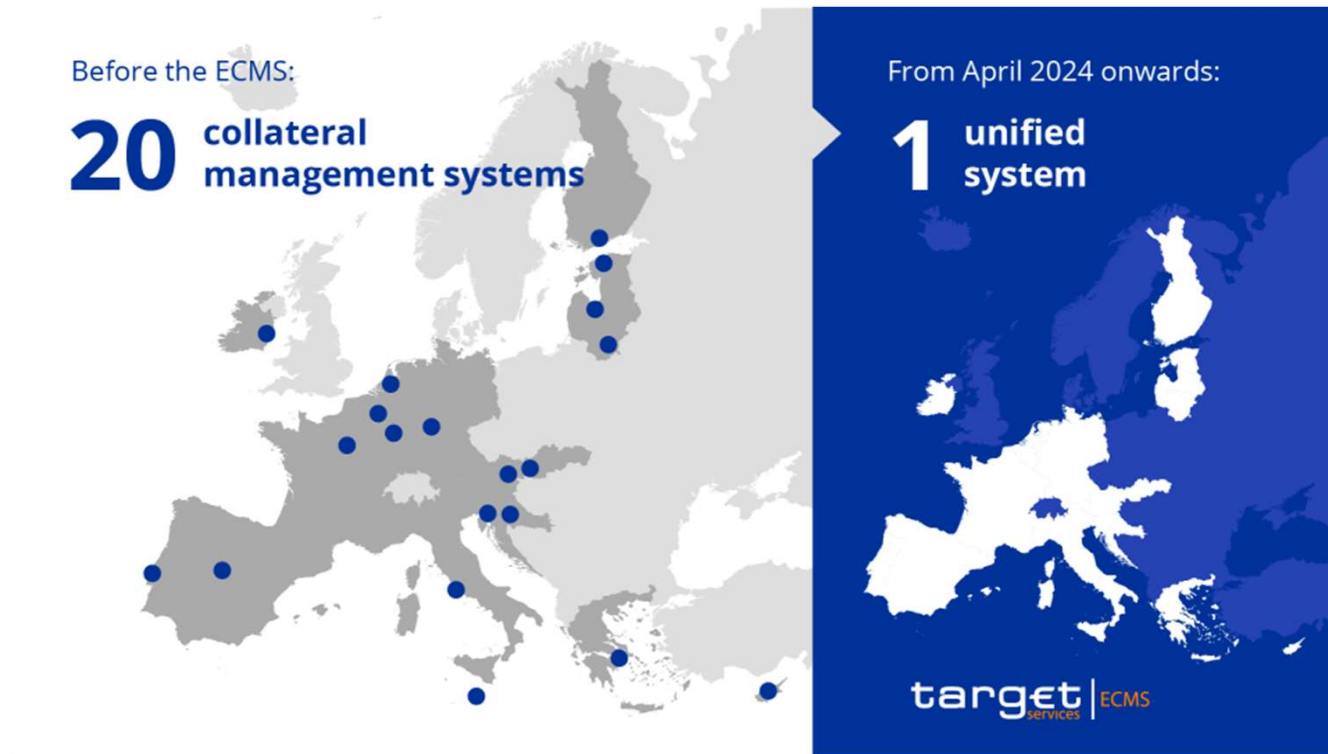 Before the ECMS:
20 collateral
management systems
From April 2024 onwards:
1 unified
system
target
services
ECMS